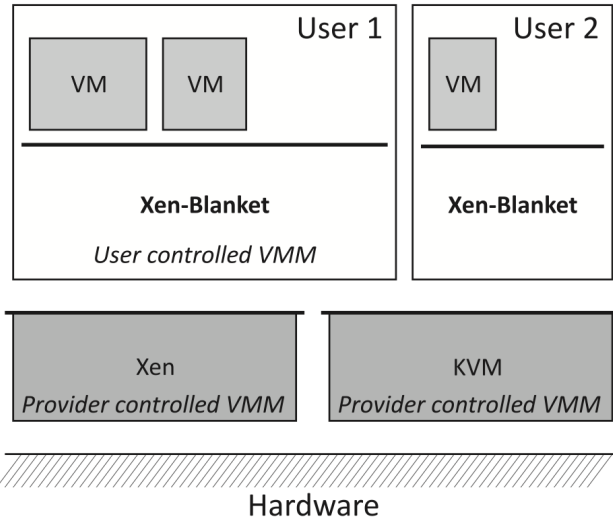 User 1
User 2
VM
VM
VM
Xen-Blanket
Xen-Blanket
User controlled VMM
Xen
KVM
Provider controlled VMM
Provider controlled VMM
Hardware